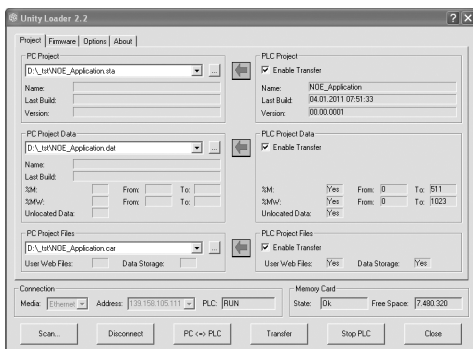 Unity Loader 2.2
Project Firmware Options About
PC Project
D:\_tst\NOE_Application.sta
Name:
Last Build:
Version:
PLC Project
Enable Transfer
Name: NOE_Application
Last Build: 04.01.2011 07:51:33
Version: 00.00.0001
PC Project Data
D:\_tst\NOE_Application.dat
Name:
Last Build:
%M: From: To:
%MW: From: To:
Unlocated Data:
PLC Project Data
Enable Transfer
%M: Yes From: 0 To: 511
%MW: Yes From: 0 To: 1023
Unlocated Data: Yes
PC Project Files
D:\_tst\NOE_Application.car
User Web Files: Data Storage:
PLC Project Files
Enable Transfer
User Web Files: Yes Data Storage: Yes
Connection
Media: Ethernet Address: 139.158.105.111 PLC: RUN
Memory Card
State: Ok Free Space: 7.480.320
Scan... Disconnect PC <=> PLC Transfer Stop PLC Close